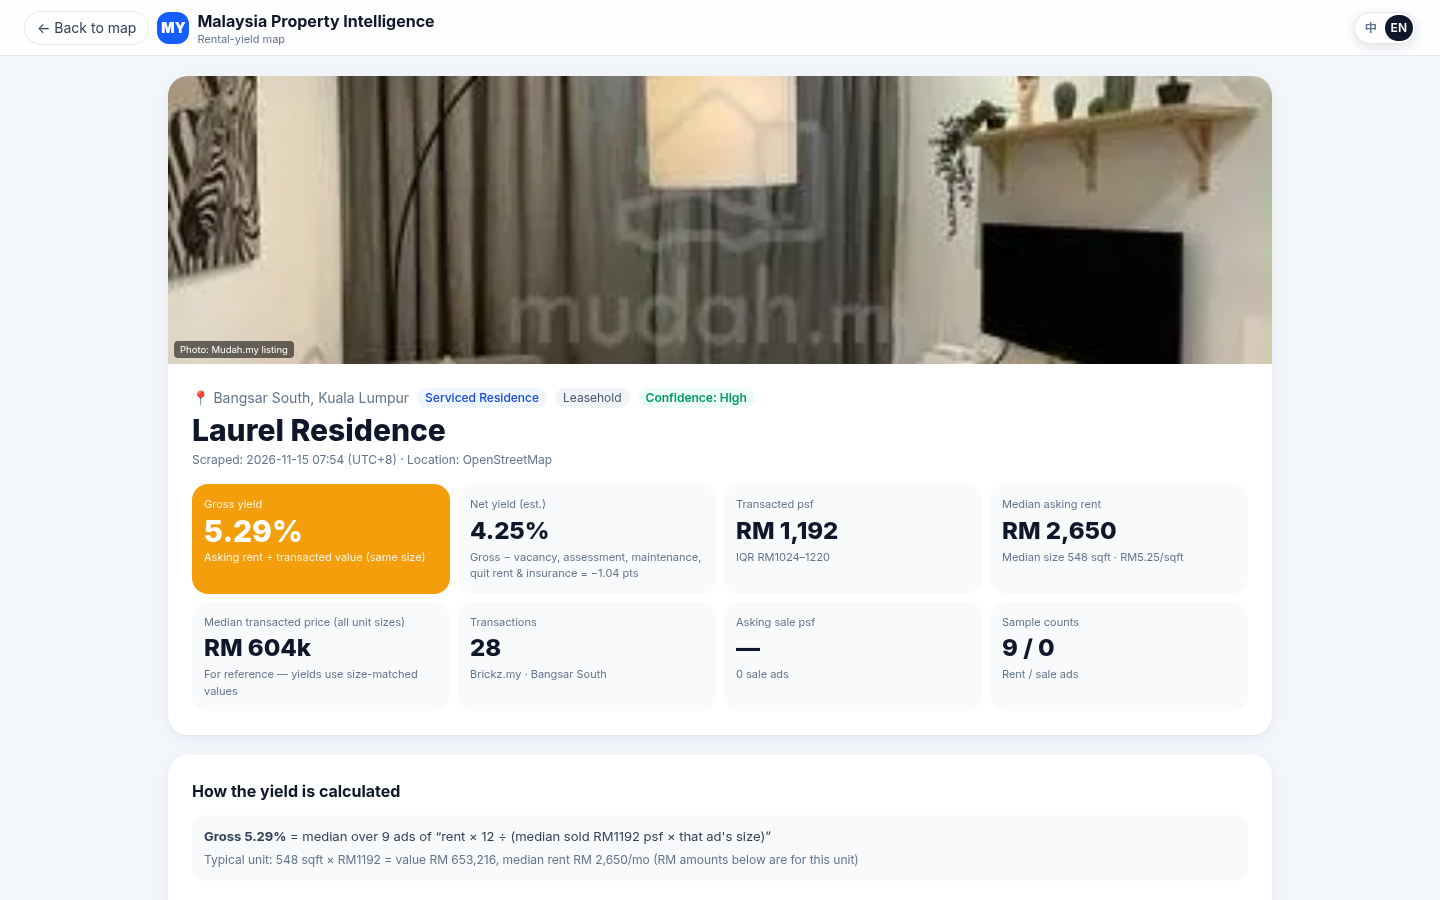 ← Back to map
MY
Malaysia Property Intelligence
Rental-yield map
中
EN
mudah.m
Photo: Mudah.my listing
📍 Bangsar South, Kuala Lumpur
Serviced Residence
Leasehold
Confidence: High
Laurel Residence
Scraped: 2026-11-15 07:54 (UTC+8) · Location: OpenStreetMap
Gross yield
5.29%
Asking rent ÷ transacted value (same size)
Net yield (est.)
4.25%
Gross − vacancy, assessment, maintenance,
quit rent & insurance = −1.04 pts
Transacted psf
RM 1,192
IQR RM1024–1220
Median asking rent
RM 2,650
Median size 548 sqft · RM5.25/sqft
Median transacted price (all unit sizes)
RM 604k
For reference — yields use size-matched
values
Transactions
28
Brickz.my · Bangsar South
Asking sale psf
—
0 sale ads
Sample counts
9 / 0
Rent / sale ads
How the yield is calculated
Gross 5.29% = median over 9 ads of “rent × 12 ÷ (median sold RM1192 psf × that ad's size)”
Typical unit: 548 sqft × RM1192 = value RM 653,216, median rent RM 2,650/mo (RM amounts below are for this unit)